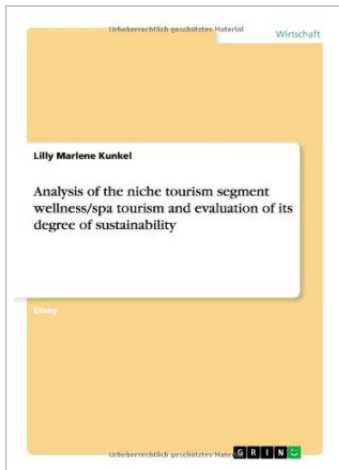 Urheberrechtlich geschütztes Material
Wirtschaft
Lilly Marlene Kunkel
Analysis of the niche tourism segment
wellness/spa tourism and evaluation of its
degree of sustainability
Essay
Urheberrechtlich geschütztes
GRIN